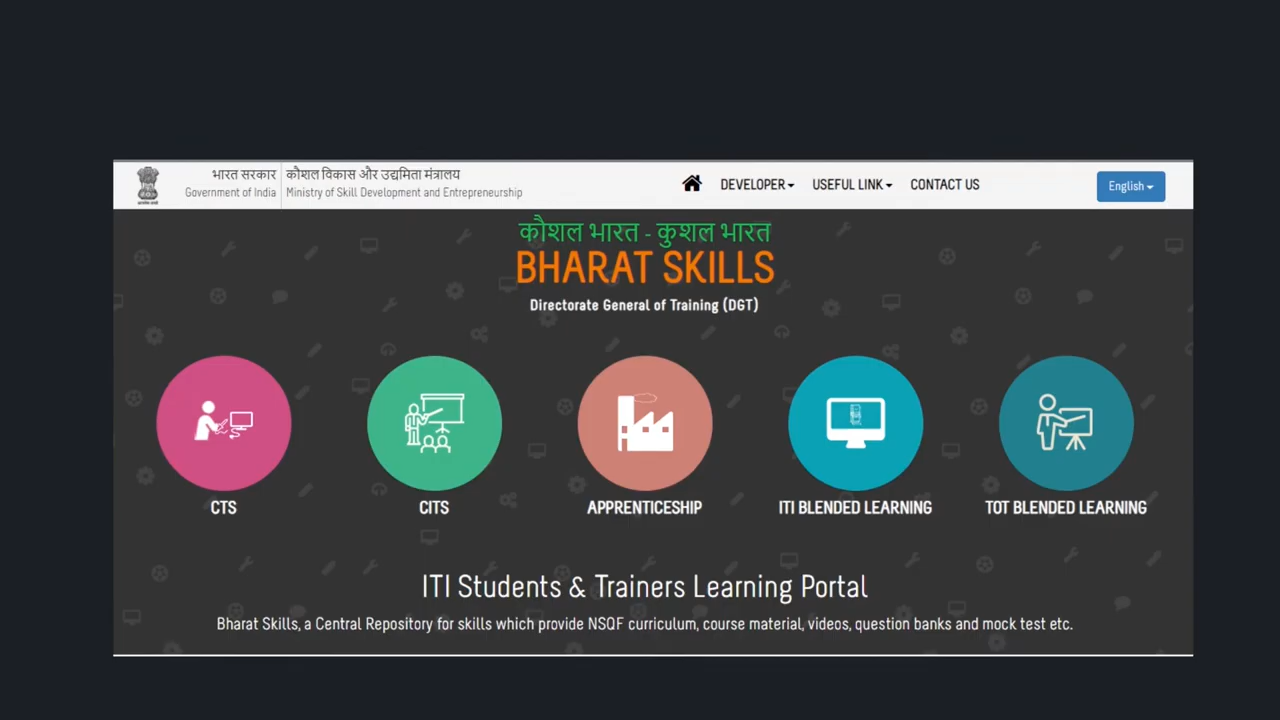 भारत सरकार
Government of India
कौशल विकास और उद्यमिता मंत्रालय
Ministry of Skill Development and Entrepreneurship
DEVELOPER
USEFUL LINK
CONTACT US
English
कौशल भारत - कुशल भारत
BHARAT SKILLS
Directorate General of Training (DGT)
CTS
CITS
APPRENTICESHIP
ITI BLENDED LEARNING
TOT BLENDED LEARNING
ITI Students & Trainers Learning Portal
Bharat Skills, a Central Repository for skills which provide NSQF curriculum, course material, videos, question banks and mock test etc.